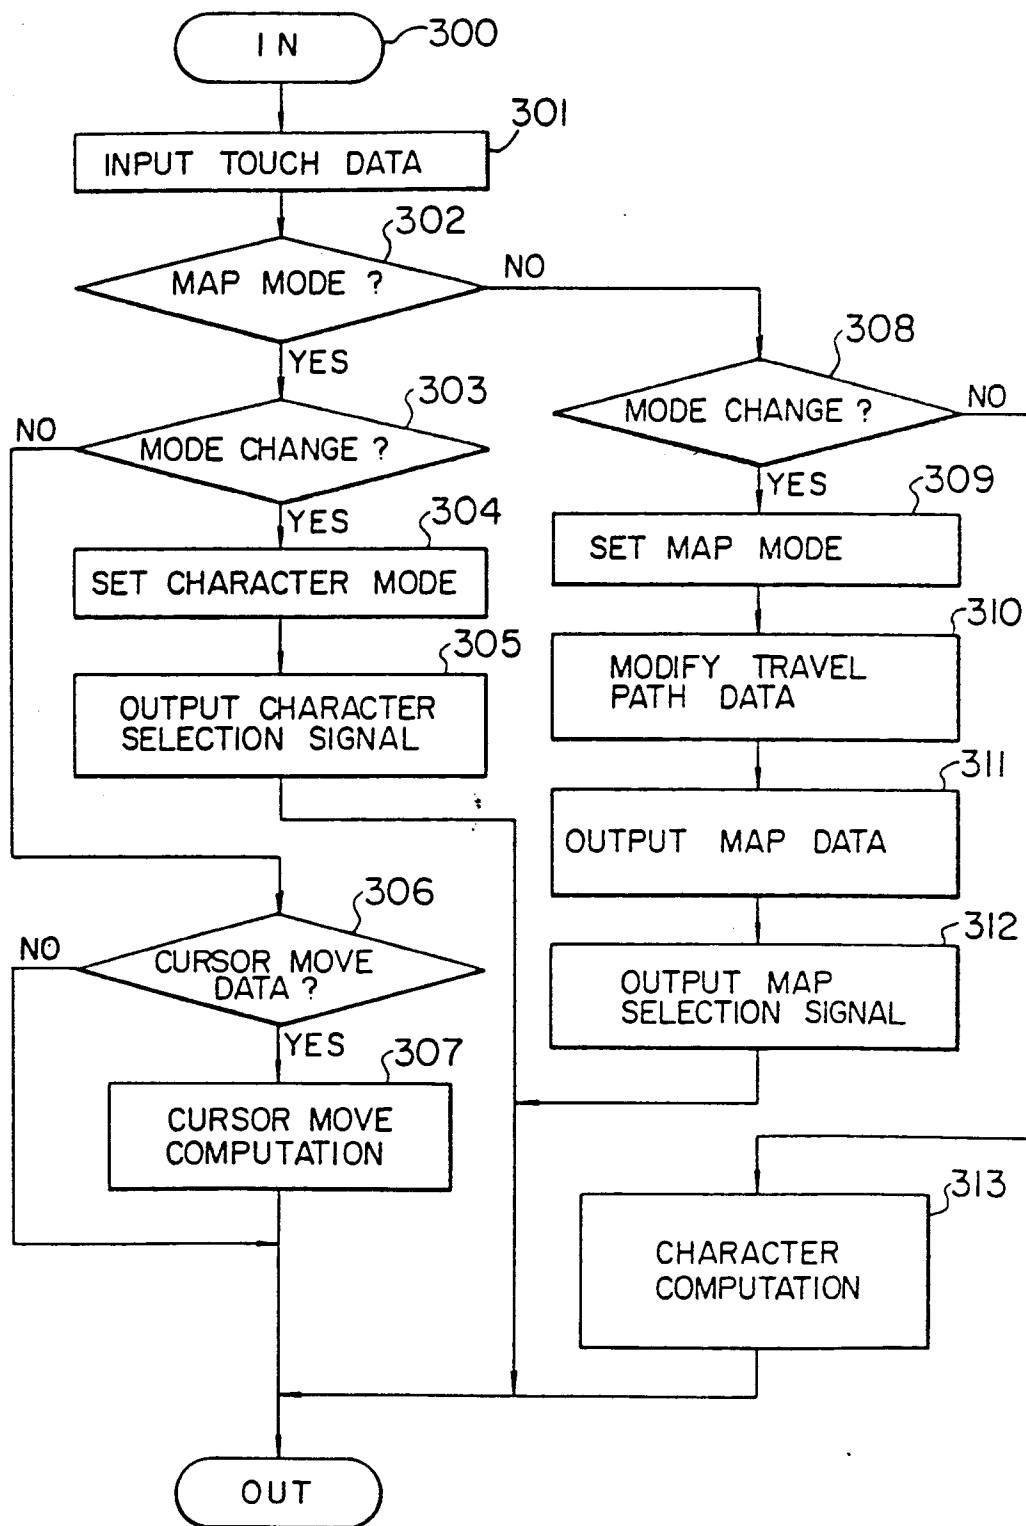 IN
300
301
INPUT TOUCH DATA
302
MAP MODE ?
NO
YES
303
NO
MODE CHANGE ?
YES
304
SET CHARACTER MODE
305
OUTPUT CHARACTER
SELECTION SIGNAL
306
NO
CURSOR MOVE
DATA ?
YES
307
CURSOR MOVE
COMPUTATION
308
MODE CHANGE ?
NO
YES
309
SET MAP MODE
310
MODIFY TRAVEL
PATH DATA
311
OUTPUT MAP DATA
312
OUTPUT MAP
SELECTION SIGNAL
313
CHARACTER
COMPUTATION
OUT